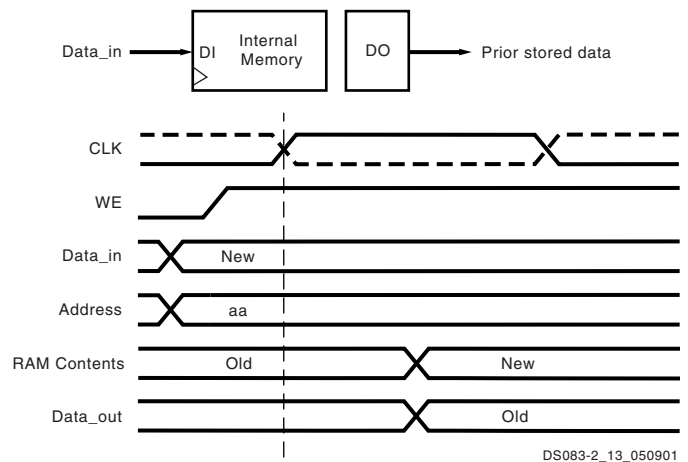 Data_in DI Internal Memory DO Prior stored data
CLK
WE
Data_in New
Address aa
RAM Contents Old New
Data_out Old
DS083-2_13_050901